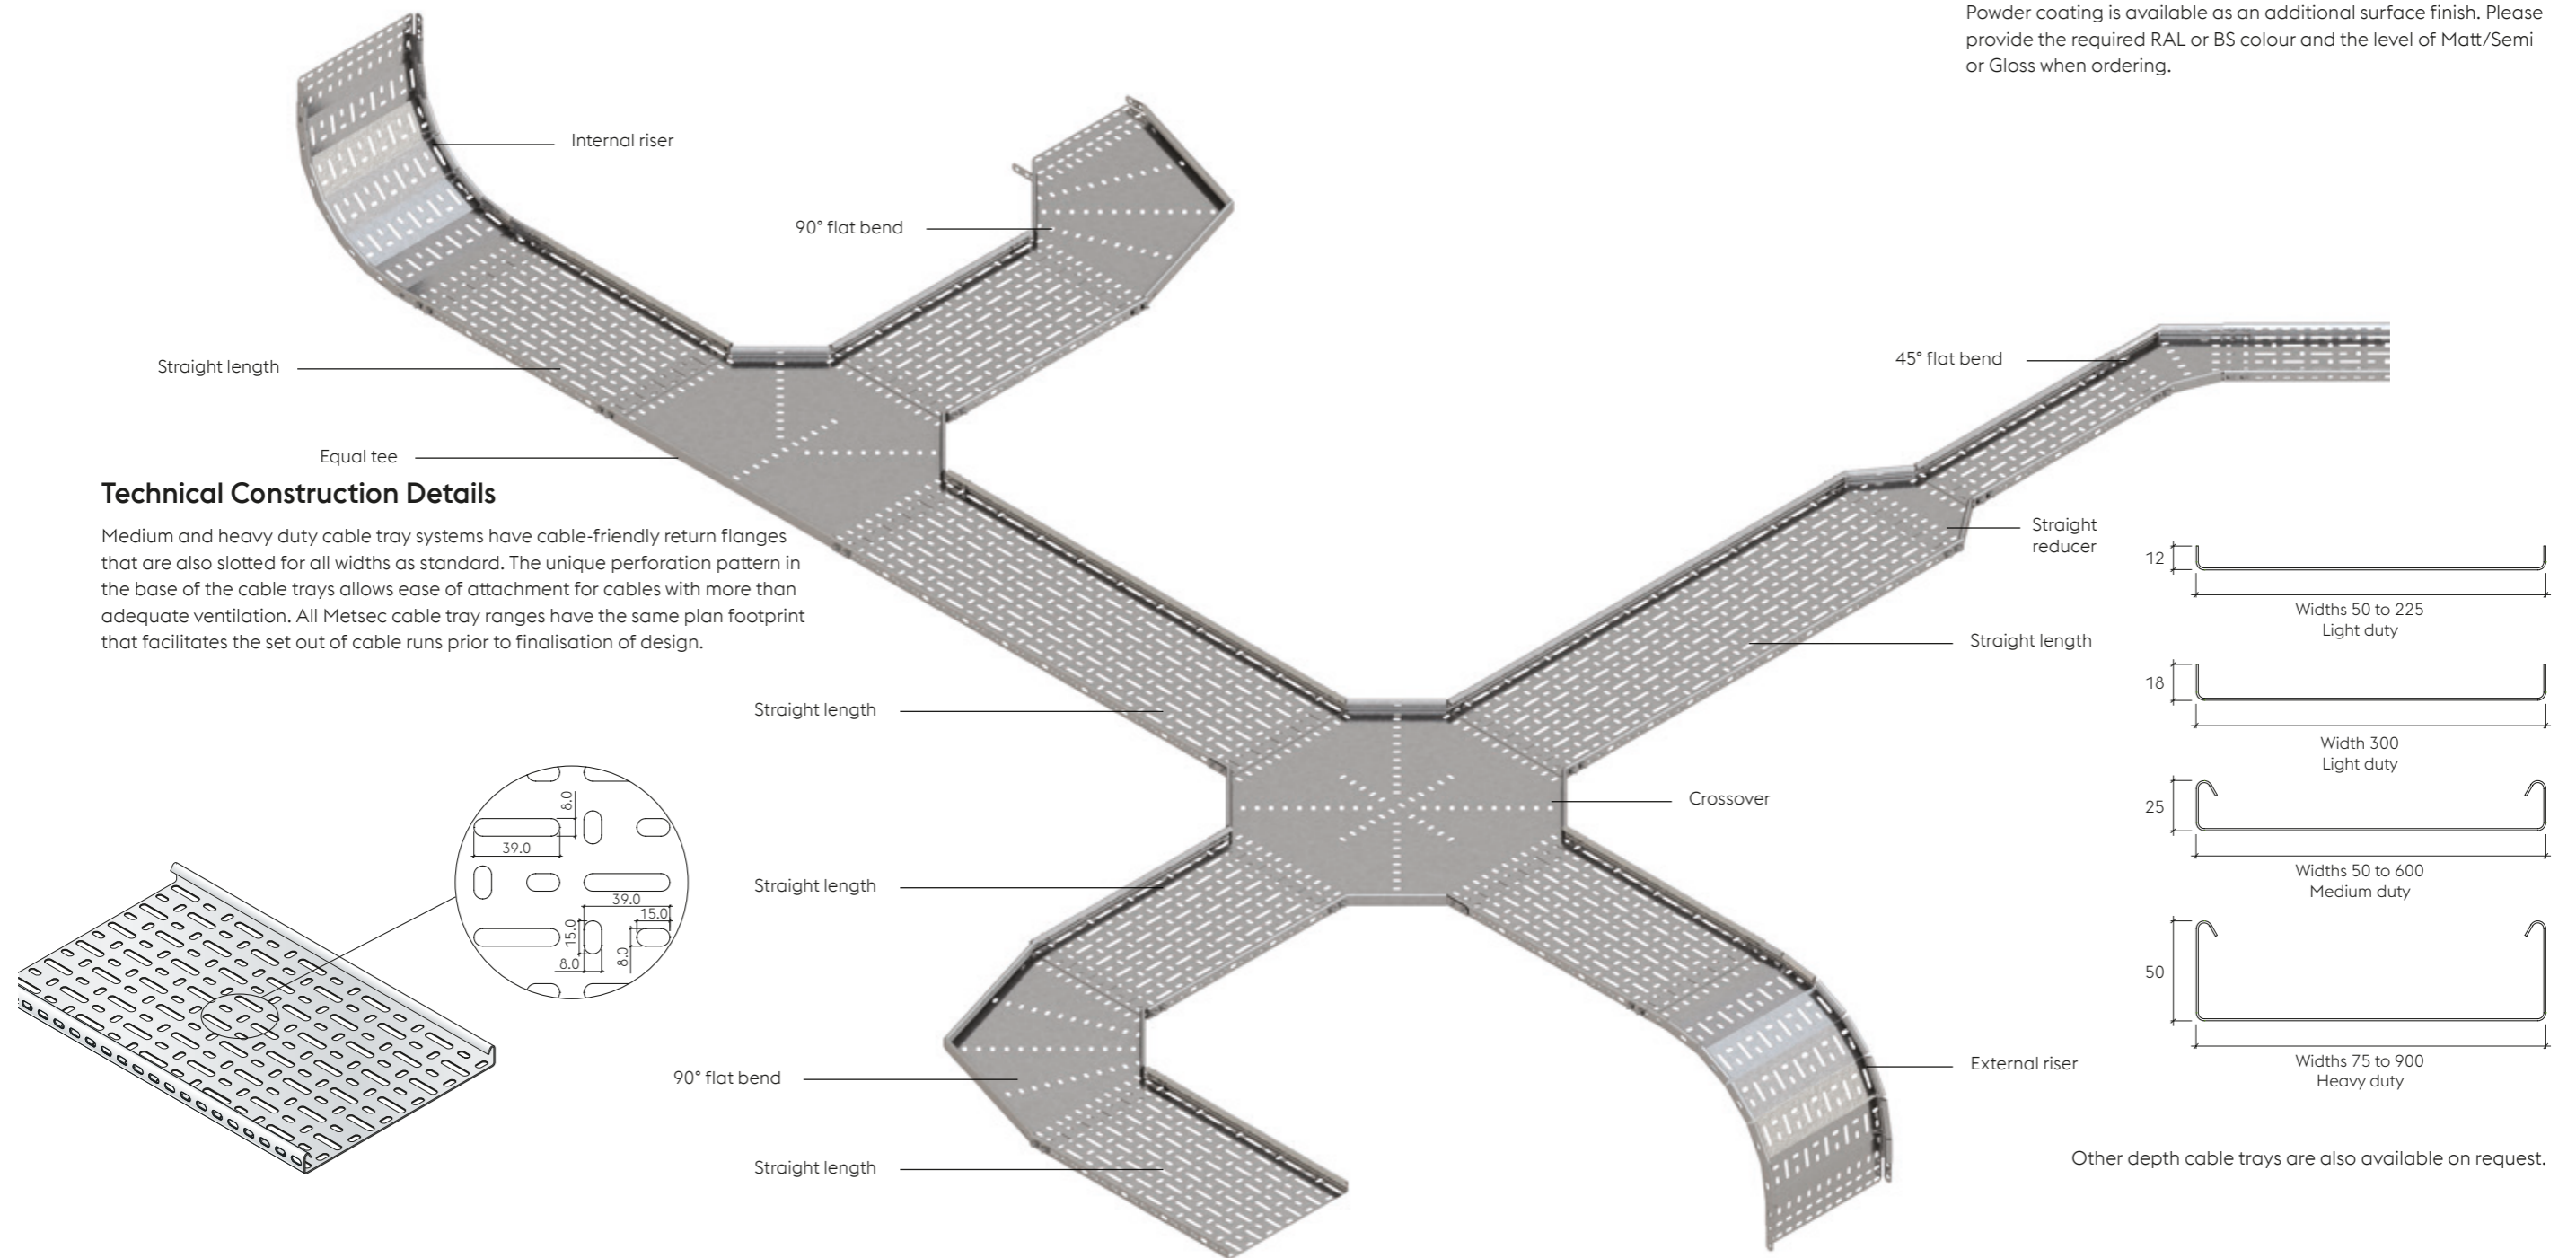 Powder coating is available as an additional surface finish. Please
provide the required RAL or BS colour and the level of Matt/Semi
or Gloss when ordering.
Internal riser
90° flat bend
Straight length
45° flat bend
Equal tee
Technical Construction Details
Medium and heavy duty cable tray systems have cable-friendly return flanges
that are also slotted for all widths as standard. The unique perforation pattern in
the base of the cable trays allows ease of attachment for cables with more than
adequate ventilation. All Metsec cable tray ranges have the same plan footprint
that facilitates the set out of cable runs prior to finalisation of design.
Straight
reducer
12
Widths 50 to 225
Light duty
Straight length
18
Width 300
Light duty
Straight length
Crossover
25
Widths 50 to 600
Medium duty
8.0
39.0
39.0
15.0
15.0
8.0
8.0
Straight length
50
Widths 75 to 900
Heavy duty
External riser
90° flat bend
Straight length
Other depth cable trays are also available on request.